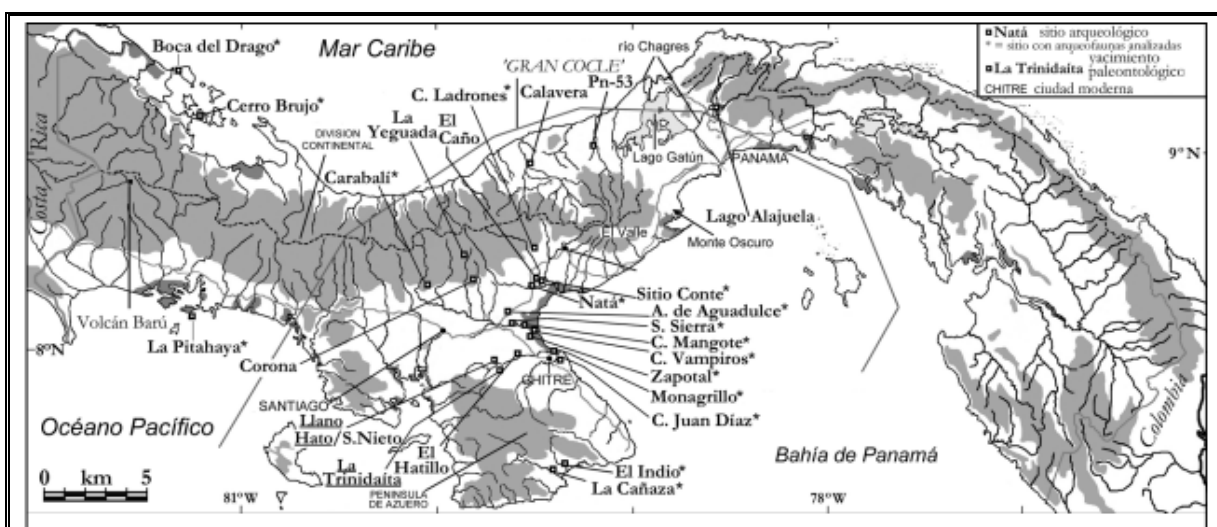 Mar Caribe
Boca del Drago*
Cerro Brujo*
Costa Rica
DIVISION
CONTINENTAL
Carabalí*
La
Yeguada
El
Caño
C. Ladrones*
'GRAN COCLE'
Calavera
Pn-53
río Chagres
Lago Gatún
PANAMÁ
Lago Alajuela
El Valle
Monte Oscuro
Natá sitio arqueológico
* = sitio con arqueofaunas analizadas
La Trinidaíta yacimiento
paleontológico
CHITRE ciudad moderna
9° N
Volcán Barú
La Pitahaya*
8°N
Corona
SANTIAGO
Llano
Hato/S.Nieto
La
Trinidaíta
El
Hatillo
PENINSULA
DE AZUERO
CHITRE
Natá*
Sitio Conte*
A. de Aguadulce*
S. Sierra*
C. Mangote*
C. Vampiros*
Zapotal*
Monagrillo*
C. Juan Díaz*
El Indio*
La Cañaza*
Océano Pacífico
Bahía de Panamá
Colombia
0 km 5
81°W
78°W